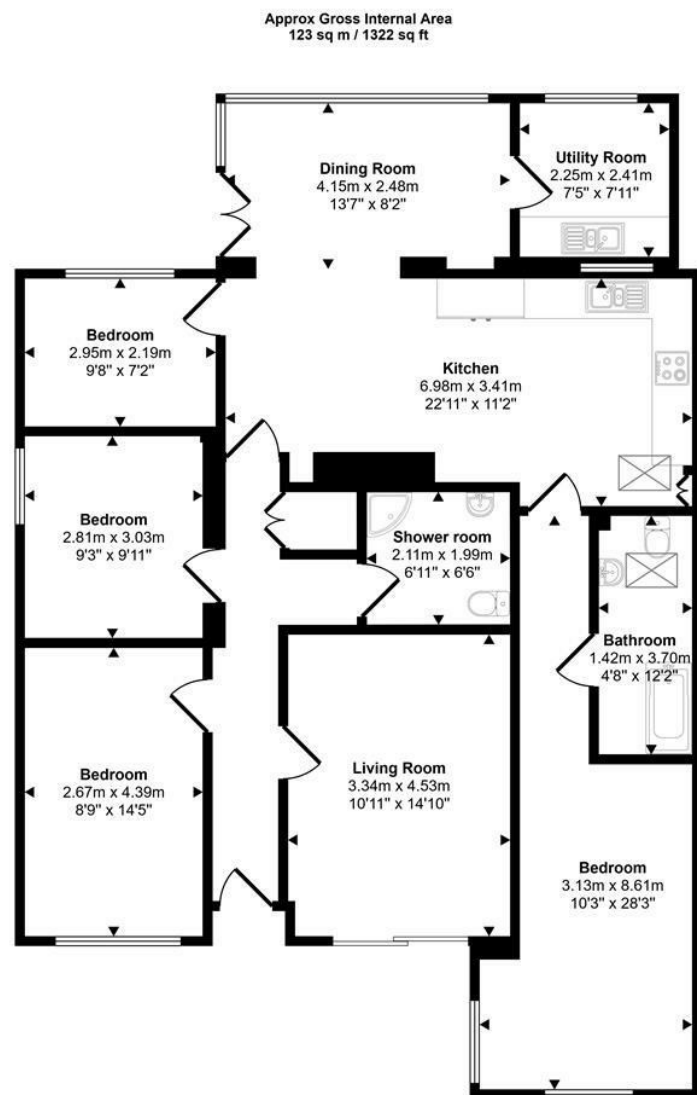 Approx Gross Internal Area
123 sq m / 1322 sq ft
Dining Room
4.15m x 2.48m
13'7" x 8'2"
Utility Room
2.25m x 2.41m
7'5" x 7'11"
Bedroom
2.95m x 2.19m
9'8" x 7'2"
Kitchen
6.98m x 3.41m
22'11" x 11'2"
Bedroom
2.81m x 3.03m
9'3" x 9'11"
Shower room
2.11m x 1.99m
6'11" x 6'6"
Bathroom
1.42m x 3.70m
4'8" x 12'2"
Bedroom
2.67m x 4.39m
8'9" x 14'5"
Living Room
3.34m x 4.53m
10'11" x 14'10"
Bedroom
3.13m x 8.61m
10'3" x 28'3"